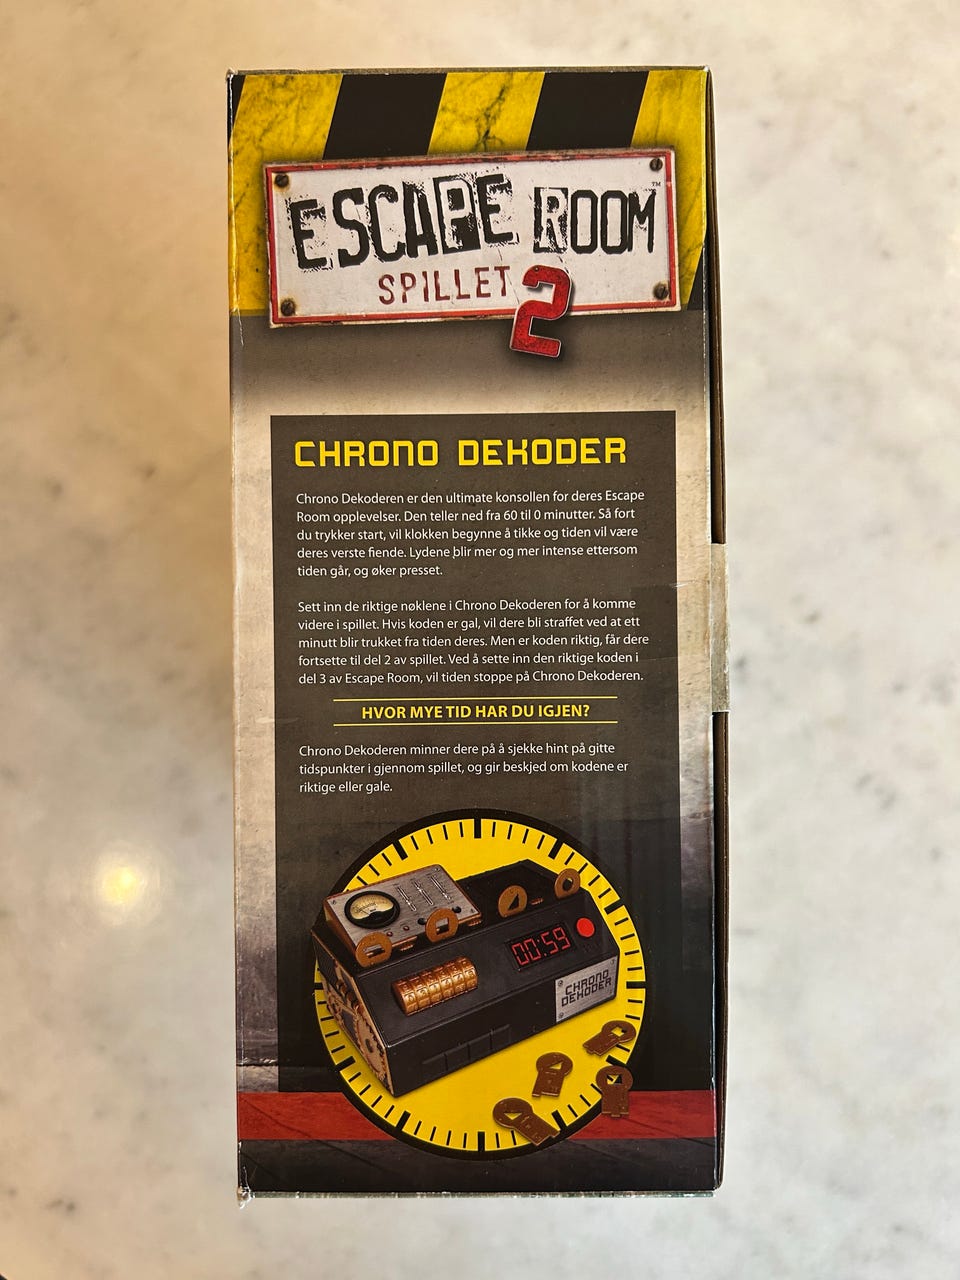 ESCAPE ROOM™
SPILLET 2
CHRONO DEKODER
Chrono Dekoderen er den ultimate konsollen for deres Escape
Room opplevelser. Den teller ned fra 60 til 0 minutter. Så fort
du trykker start, vil klokken begynne å tikke og tiden vil være
deres verste fiende. Lydene blir mer og mer intense ettersom
tiden går, og øker presset.
Sett inn de riktige nøklene i Chrono Dekoderen for å komme
videre i spillet. Hvis koden er gal, vil dere bli straffet ved at ett
minutt blir trukket fra tiden deres. Men er koden riktig, får dere
fortsette til del 2 av spillet. Ved å sette inn den riktige koden i
del 3 av Escape Room, vil tiden stoppe på Chrono Dekoderen.
HVOR MYE TID HAR DU IGJEN?
Chrono Dekoderen minner dere på å sjekke hint på gitte
tidspunkter i gjennom spillet, og gir beskjed om kodene er
riktige eller gale.
00:59
CHRONO
DEKODER